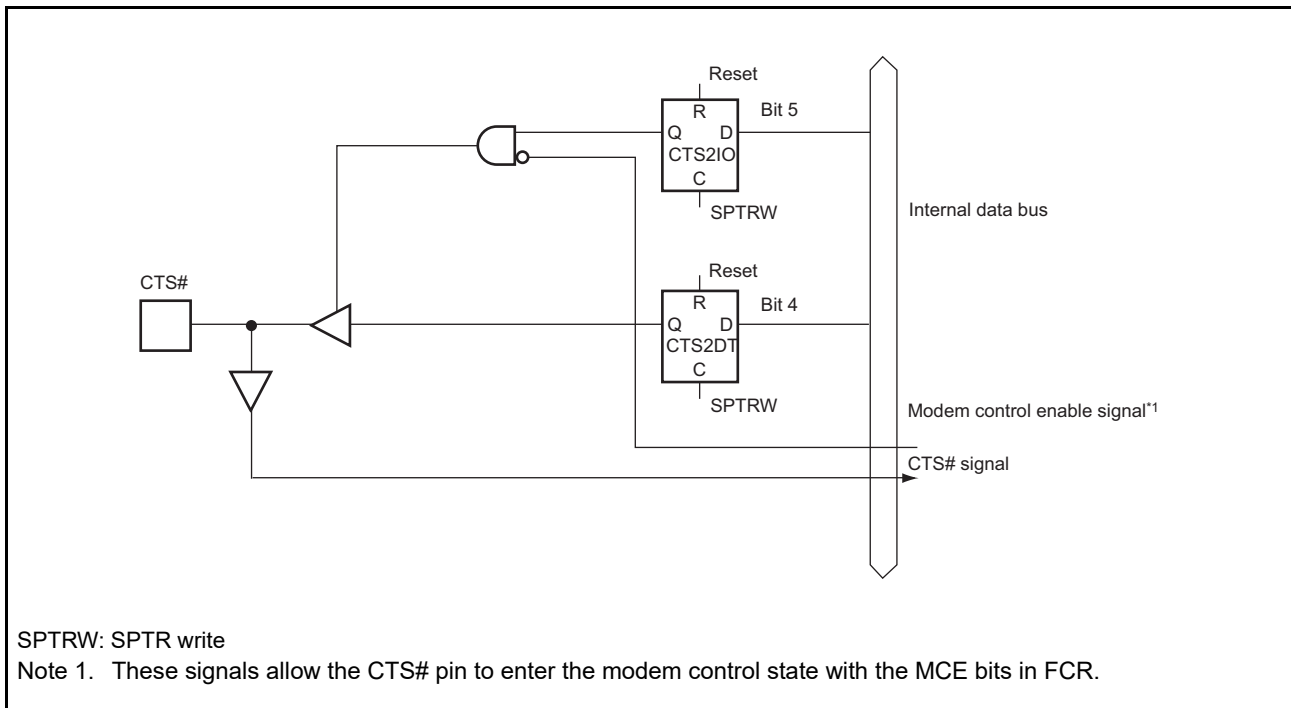 Reset
R
Bit 5
Q D
CTS2IO
C
SPTRW
Internal data bus
Reset
CTS#
R
Bit 4
Q D
CTS2DT
C
SPTRW
Modem control enable signal*1
CTS# signal
SPTRW: SPTR write
Note 1. These signals allow the CTS# pin to enter the modem control state with the MCE bits in FCR.